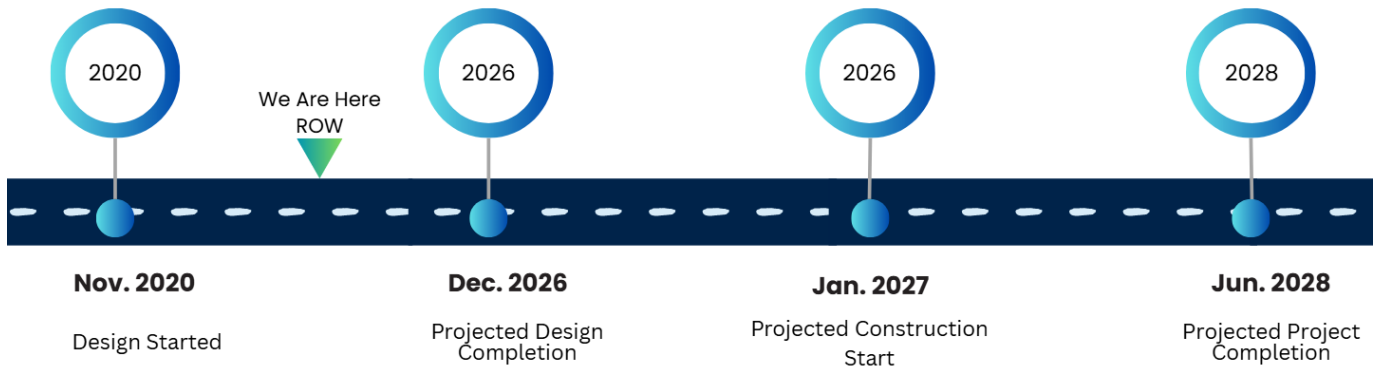 2020
We Are Here
ROW
2026
2026
2028
Nov. 2020
Design Started
Dec. 2026
Projected Design
Completion
Jan. 2027
Projected Construction
Start
Jun. 2028
Projected Project
Completion